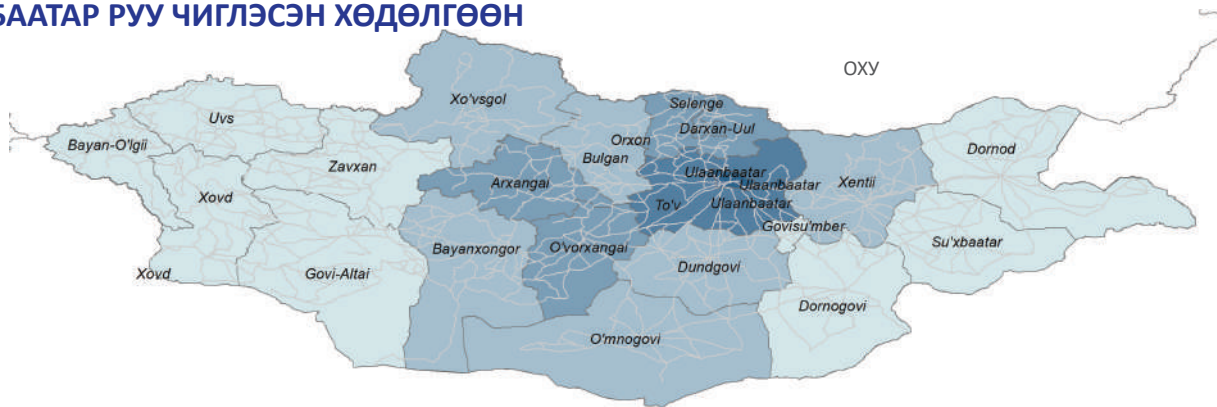 БААТАР РУУ ЧИГЛЭСЭН ХӨДӨЛГӨӨН
ОХУ
Xo'vsgol
Selenge
Uvs
Darxan-Uul
Orxon
Bayan-O'lgii
Dornod
Bulgan
Zavxan
Ulaanbaatar
Arxangai
Ulaanbaatar
Xentii
Xovd
To'v
Ulaanbaatar
Govisu'mber
Bayanxongor
O'vorxangai
Su'xbaatar
Xovd
Govi-Altai
Dundgovi
Dornogovi
O'mnogovi